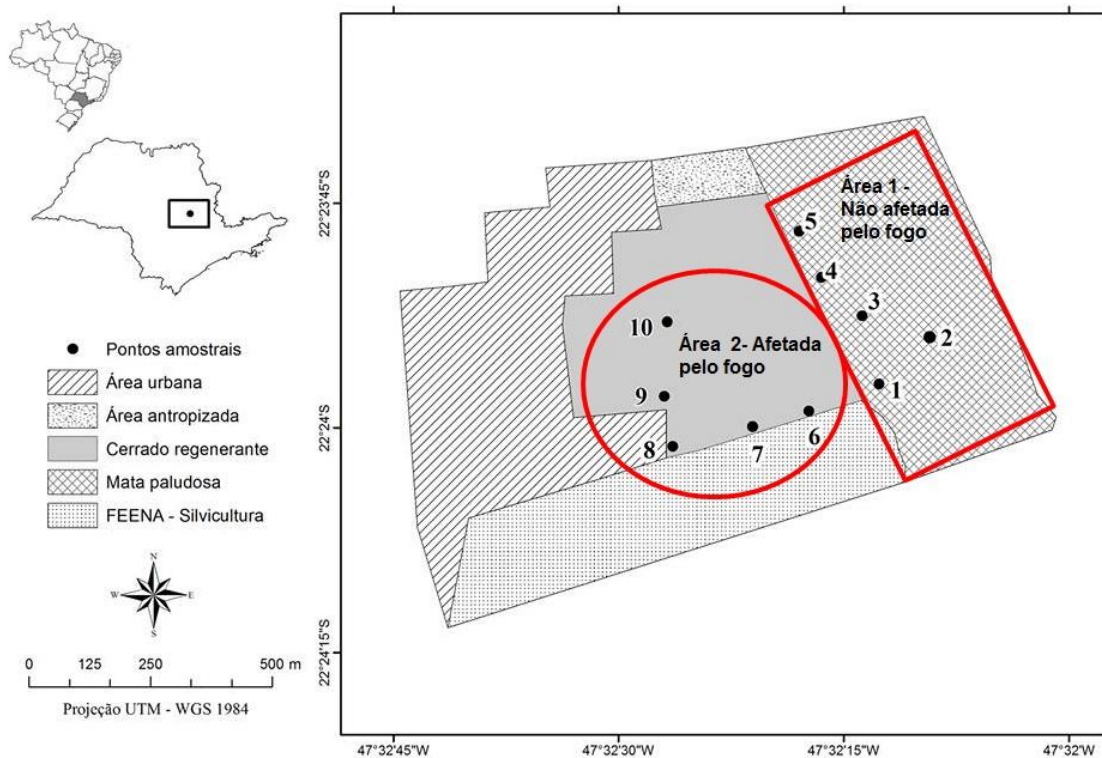 Pontos amostrais
Área urbana
Área antropizada
Cerrado regenerante
Mata paludosa
FEENA - Silvicultura
N
W
E
S
0 125 250 500 m
Projeção UTM - WGS 1984
22°23'45"S
22°24'S
22°24'15"S
47°32'45"W
47°32'30"W
47°32'15"W
47°32'W
Área 1 -
Não afetada
pelo fogo
5
4
3
2
1
Área 2- Afetada
pelo fogo
10
9
8
7
6